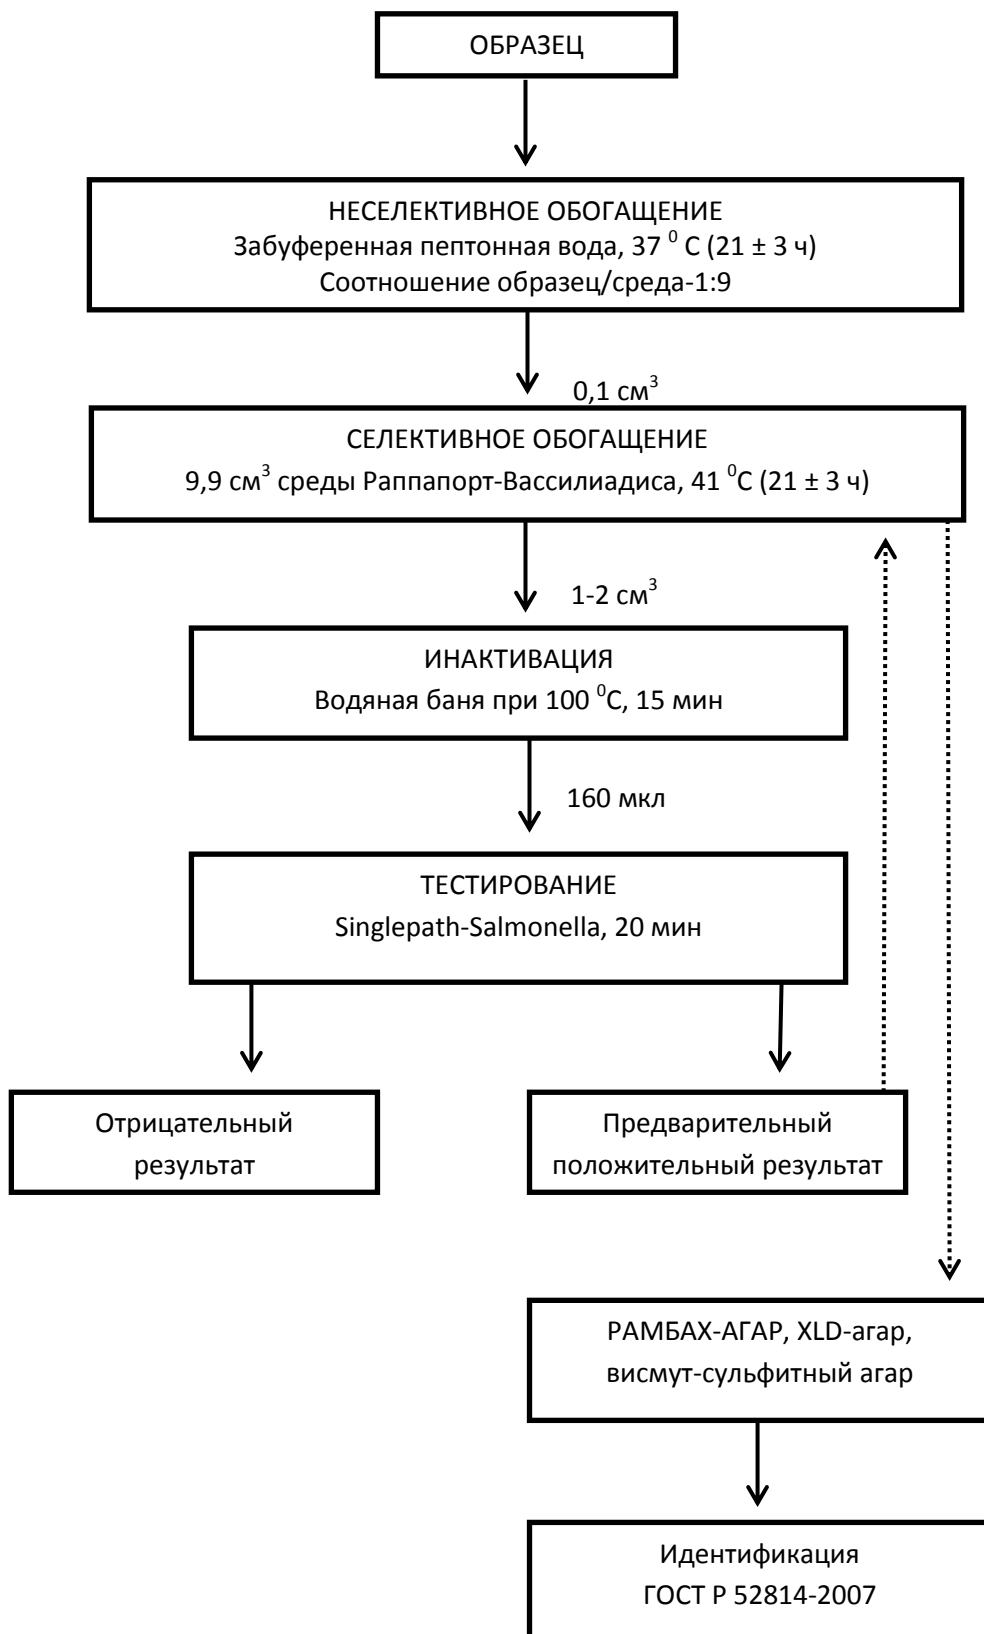 ОБРАЗЕЦ
НЕСЕЛЕКТИВНОЕ ОБОГАЩЕНИЕ
Забуференная пептонная вода, 37 ⁰ С (21 ± 3 ч)
Соотношение образец/среда-1:9
0,1 см³
СЕЛЕКТИВНОЕ ОБОГАЩЕНИЕ
9,9 см³ среды Раппапорт-Вассилиадиса, 41 ⁰С (21 ± 3 ч)
1-2 см³
ИНАКТИВАЦИЯ
Водяная баня при 100 ⁰С, 15 мин
160 мкл
ТЕСТИРОВАНИЕ
Singlepath-Salmonella, 20 мин
Отрицательный
результат
Предварительный
положительный результат
РАМБАХ-АГАР, XLD-агар,
висмут-сульфитный агар
Идентификация
ГОСТ Р 52814-2007